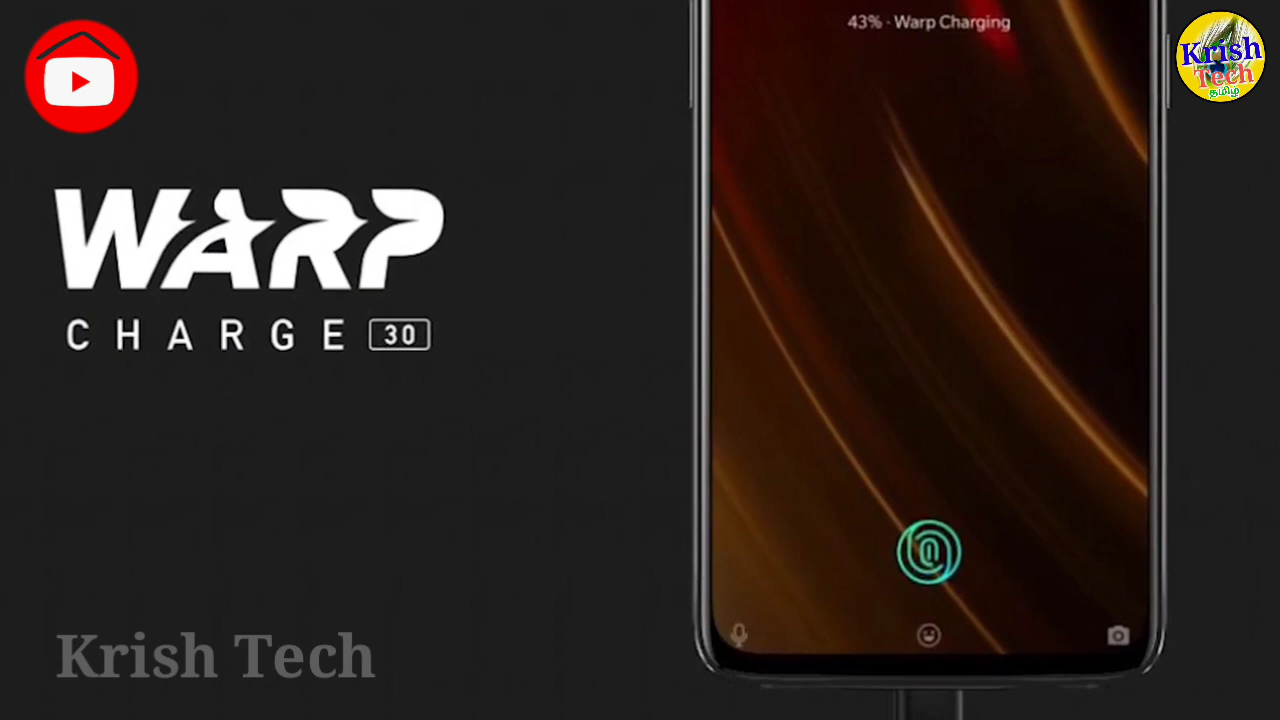 43% · Warp Charging
Krish
Tech
தமிழ்
WARP
CHARGE 30
Krish Tech